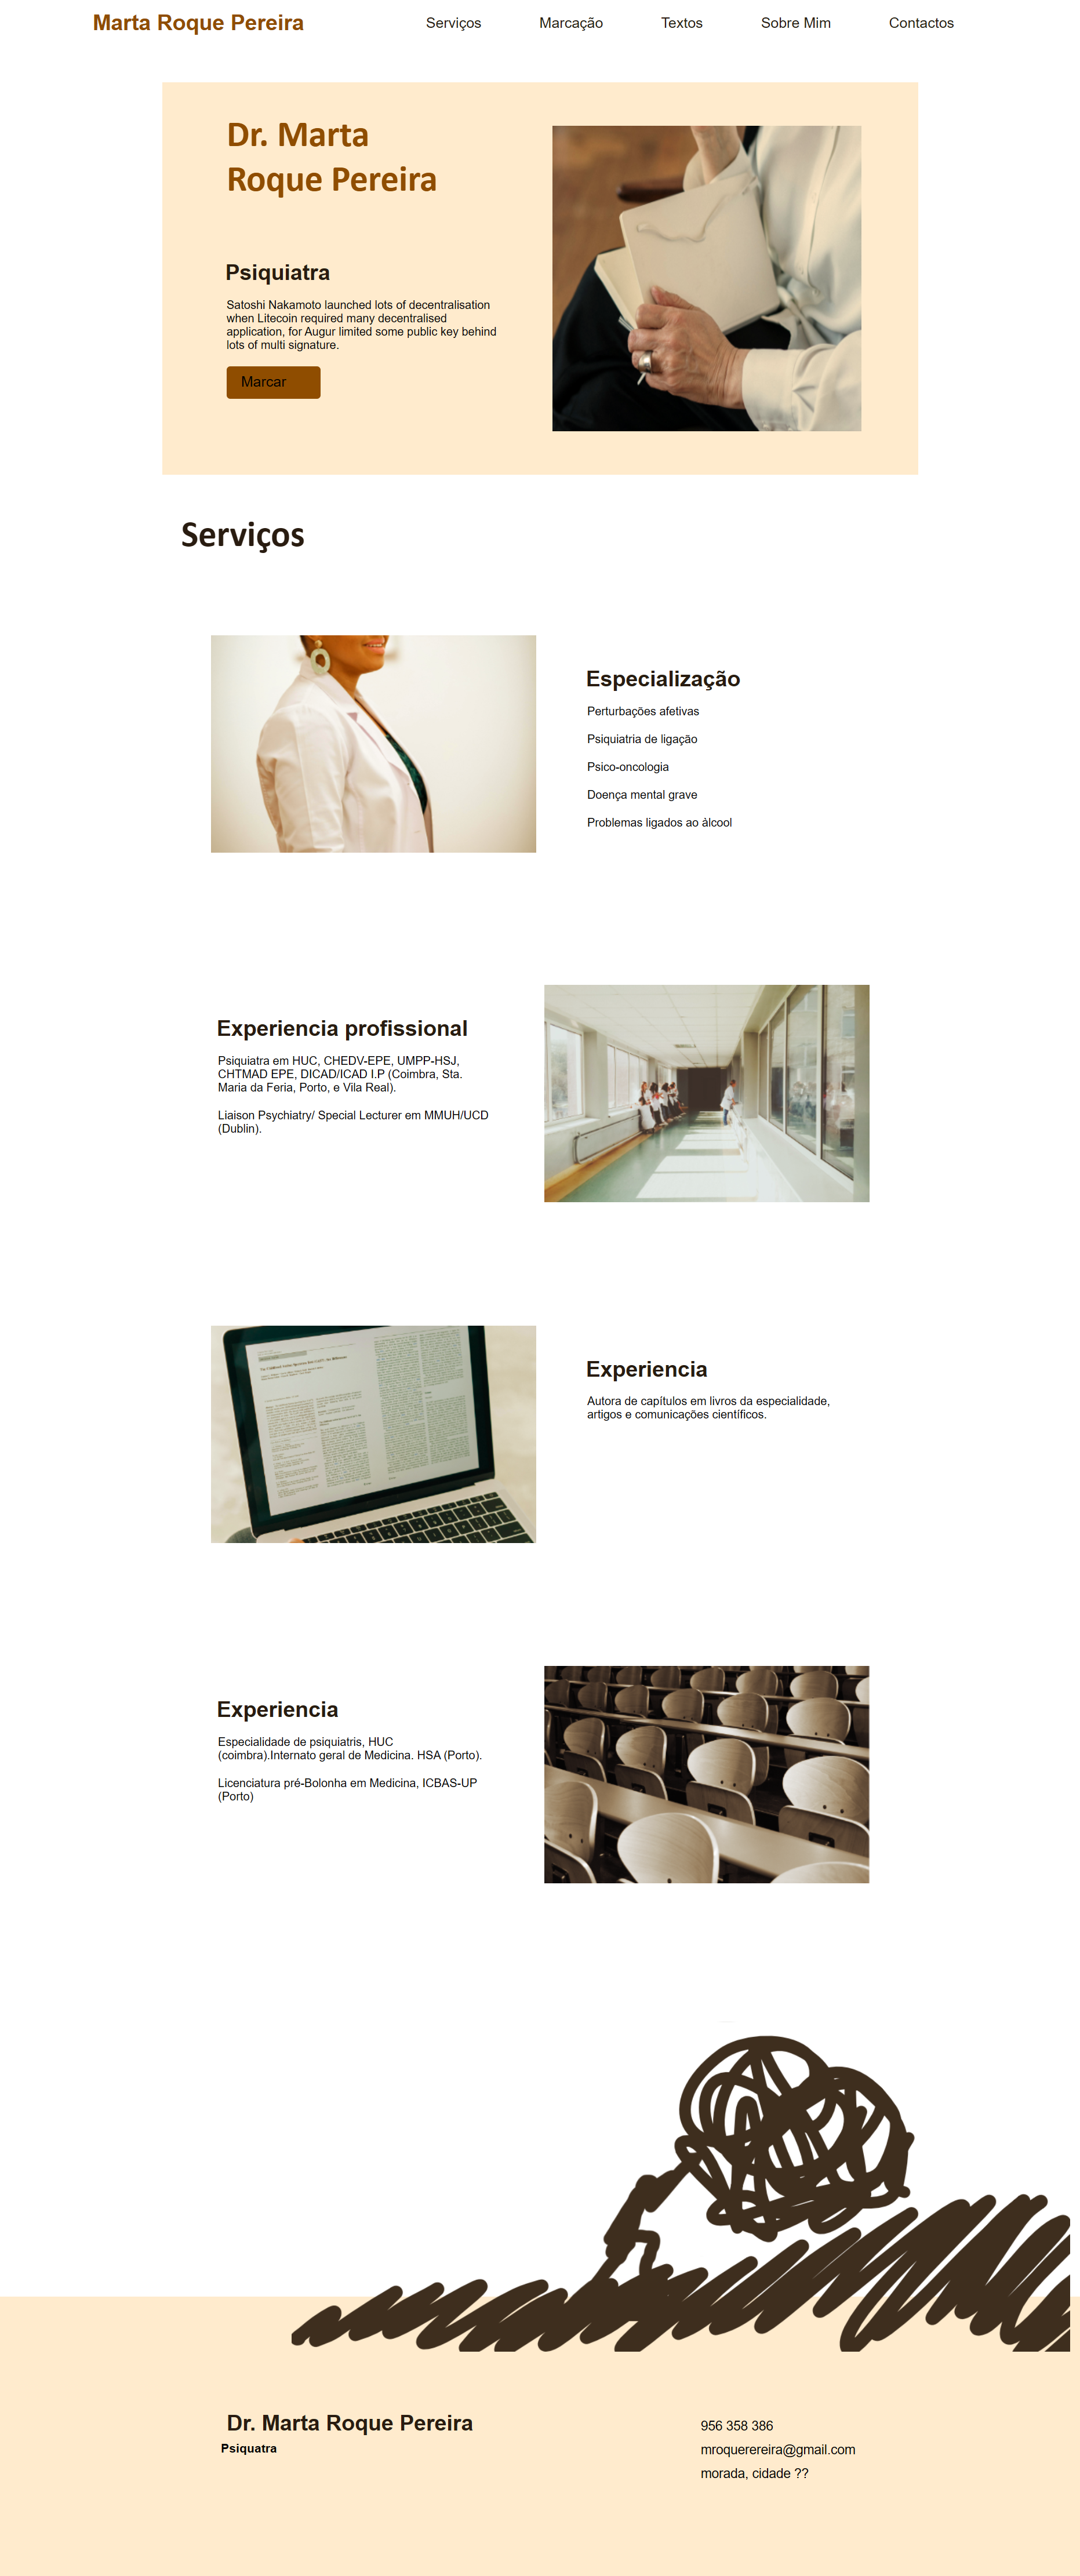 Marta Roque Pereira
Serviços
Marcação
Textos
Sobre Mim
Contactos
Dr. Marta
Roque Pereira
Psiquiatra
Satoshi Nakamoto launched lots of decentralisation
when Litecoin required many decentralised
application, for Augur limited some public key behind
lots of multi signature.
Marcar
Serviços
Especialização
Perturbações afetivas
Psiquiatria de ligação
Psico-oncologia
Doença mental grave
Problemas ligados ao álcool
Experiencia profissional
Psiquiatra em HUC, CHEDV-EPE, UMPP-HSJ,
CHTMAD EPE, DICAD/ICAD I.P (Coimbra, Sta.
Maria da Feria, Porto, e Vila Real).
Liaison Psychiatry/ Special Lecturer em MMUH/UCD
(Dublin).
Experiencia
Autora de capítulos em livros da especialidade,
artigos e comunicações científicos.
Experiencia
Especialidade de psiquiatris, HUC
(coimbra).Internato geral de Medicina. HSA (Porto).
Licenciatura pré-Bolonha em Medicina, ICBAS-UP
(Porto)
Dr. Marta Roque Pereira
Psiquatra
956 358 386
mroquerereira@gmail.com
morada, cidade ??